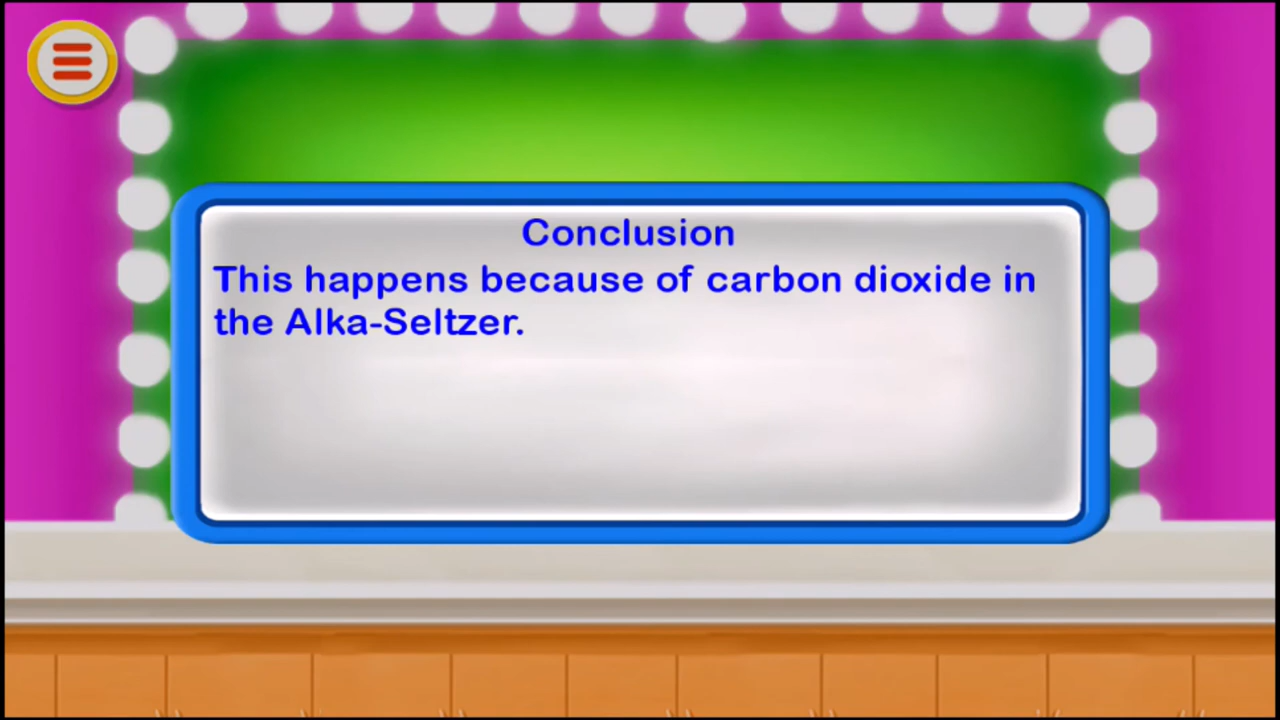 Conclusion
This happens because of carbon dioxide in
the Alka-Seltzer.